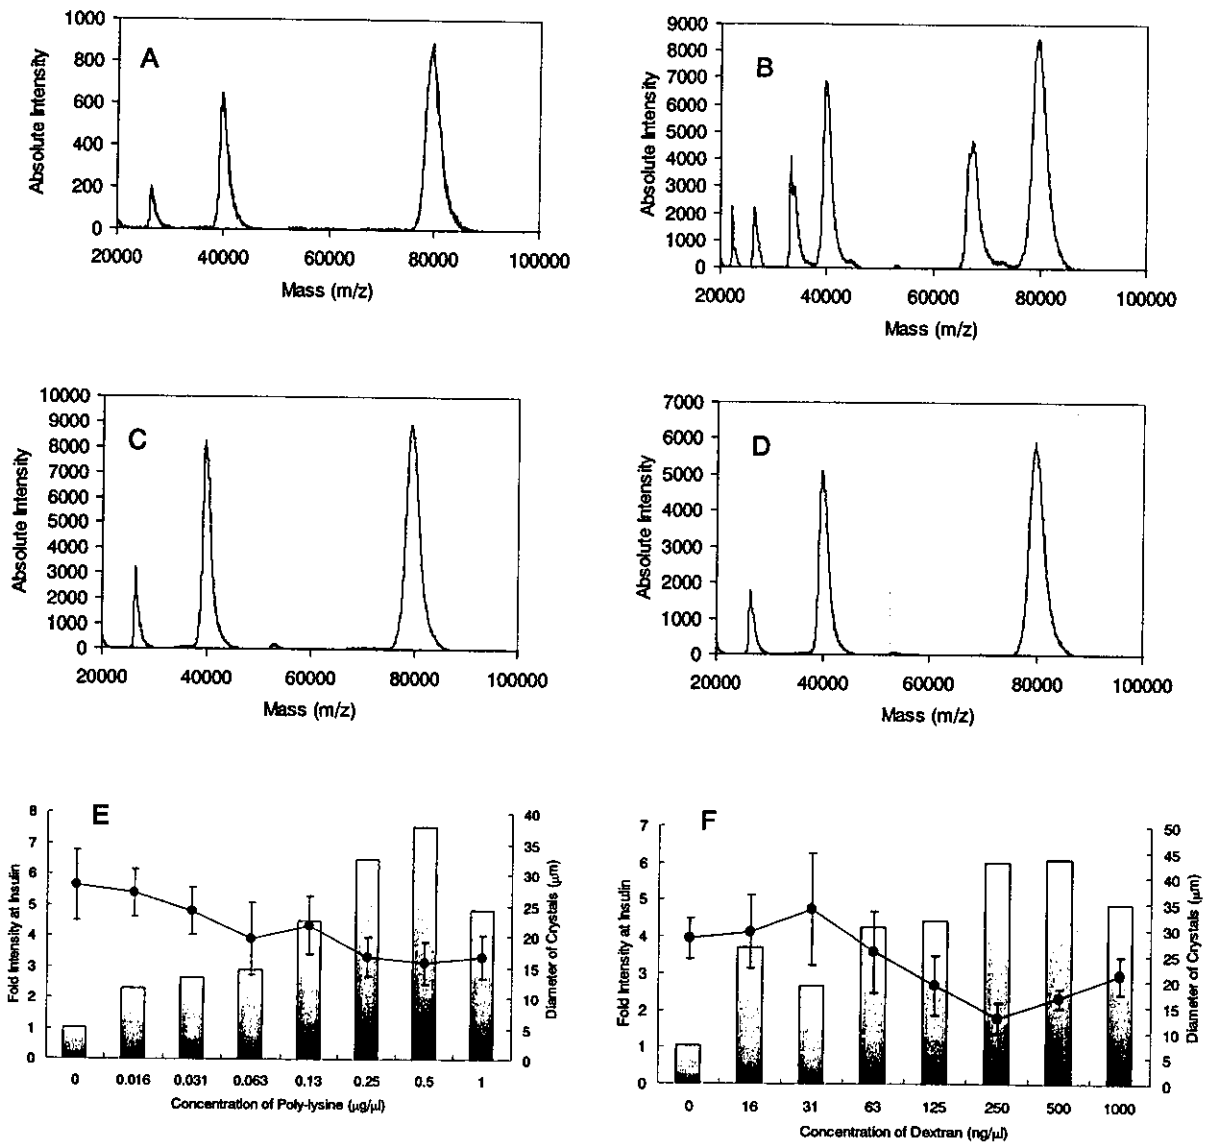 A
1000
800
600
400
200
0
Absolute Intensity
20000 40000 60000 80000 100000
Mass (m/z)
B
9000
8000
7000
6000
5000
4000
3000
2000
1000
0
Absolute Intensity
20000 40000 60000 80000 100000
Mass (m/z)
C
10000
9000
8000
7000
6000
5000
4000
3000
2000
1000
0
Absolute Intensity
20000 40000 60000 80000 100000
Mass (m/z)
D
7000
6000
5000
4000
3000
2000
1000
0
Absolute Intensity
20000 40000 60000 80000 100000
Mass (m/z)
E
8
7
6
5
4
3
2
1
0
Fold Intensity at Insulin
40
35
30
25
20
15
10
5
0
Diameter of Crystals (μm)
0 0.016 0.031 0.063 0.13 0.25 0.5 1
Concentration of Poly-lysine (μg/μl)
F
7
6
5
4
3
2
1
0
Fold Intensity at Insulin
50
45
40
35
30
25
20
15
10
5
0
Diameter of Crystals (μm)
0 16 31 63 125 250 500 1000
Concentration of Dextran (ng/μl)